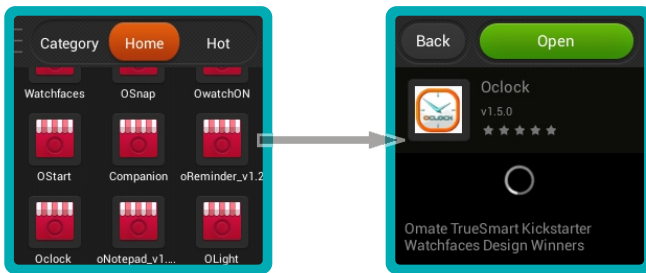 Category Home Hot
Watchfaces OSnap OwatchON
OStart Companion oReminder_v1.2
Oclock oNotepad_v1.... OLight
Back Open
Oclock
v1.5.0
OCLOCK
Omate TrueSmart Kickstarter
Watchfaces Design Winners